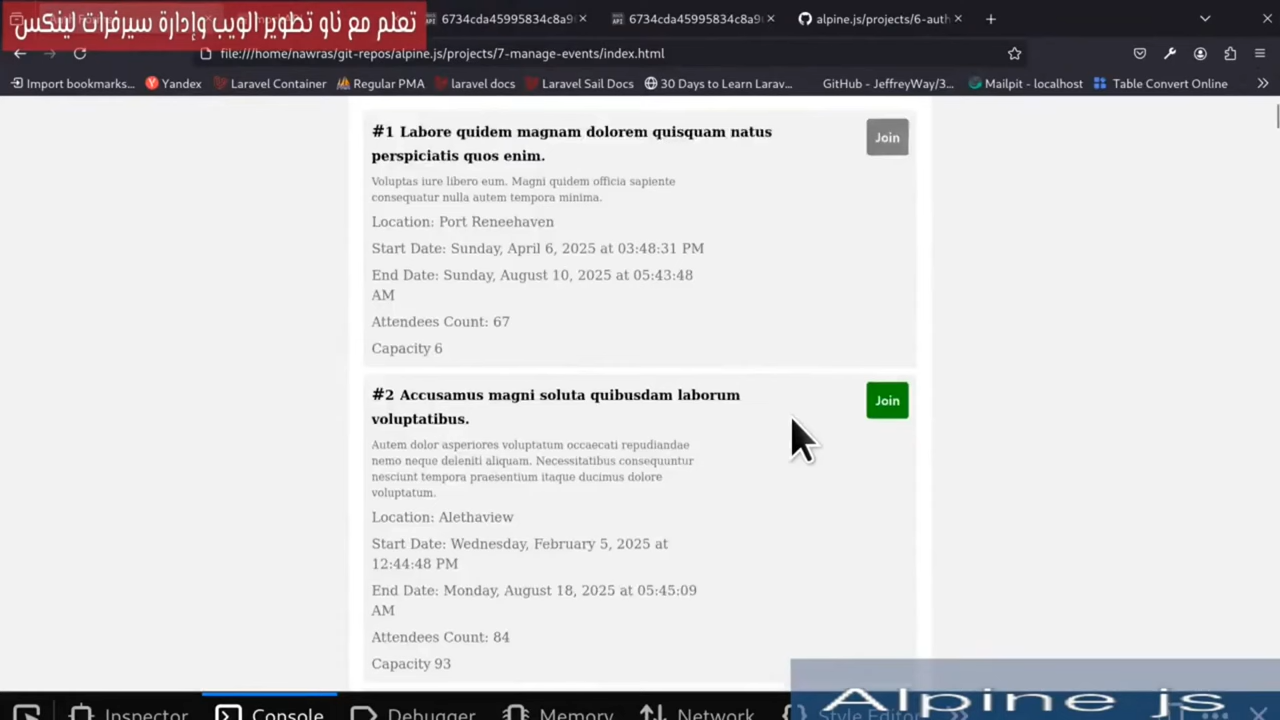 تعلم مع ناو تطوير الويب وإدارة سيرفرات لينكس
6734cda45995834c8a9
6734cda45995834c8a9
alpine.js/projects/6-auth
file:///home/nawras/git-repos/alpine.js/projects/7-manage-events/index.html
Import bookmarks...
Yandex
Laravel Container
Regular PMA
laravel docs
Laravel Sail Docs
30 Days to Learn Larav...
GitHub - JeffreyWay/3...
Mailpit - localhost
Table Convert Online
#1 Labore quidem magnam dolorem quisquam natus
perspiciatis quos enim.
Join
Voluptas iure libero eum. Magni quidem officia sapiente
consequatur nulla autem tempora minima.
Location: Port Reneehaven
Start Date: Sunday, April 6, 2025 at 03:48:31 PM
End Date: Sunday, August 10, 2025 at 05:43:48
AM
Attendees Count: 67
Capacity 6
#2 Accusamus magni soluta quibusdam laborum
voluptatibus.
Join
Autem dolor asperiores voluptatum occaecati repudiandae
nemo neque deleniti aliquam. Necessitatibus consequuntur
nesciunt tempora praesentium itaque ducimus dolore
voluptatum.
Location: Alethaview
Start Date: Wednesday, February 5, 2025 at
12:44:48 PM
End Date: Monday, August 18, 2025 at 05:45:09
AM
Attendees Count: 84
Capacity 93
Inspector
Console
Debugger
Memory
Network
Style Editor
Alpine js